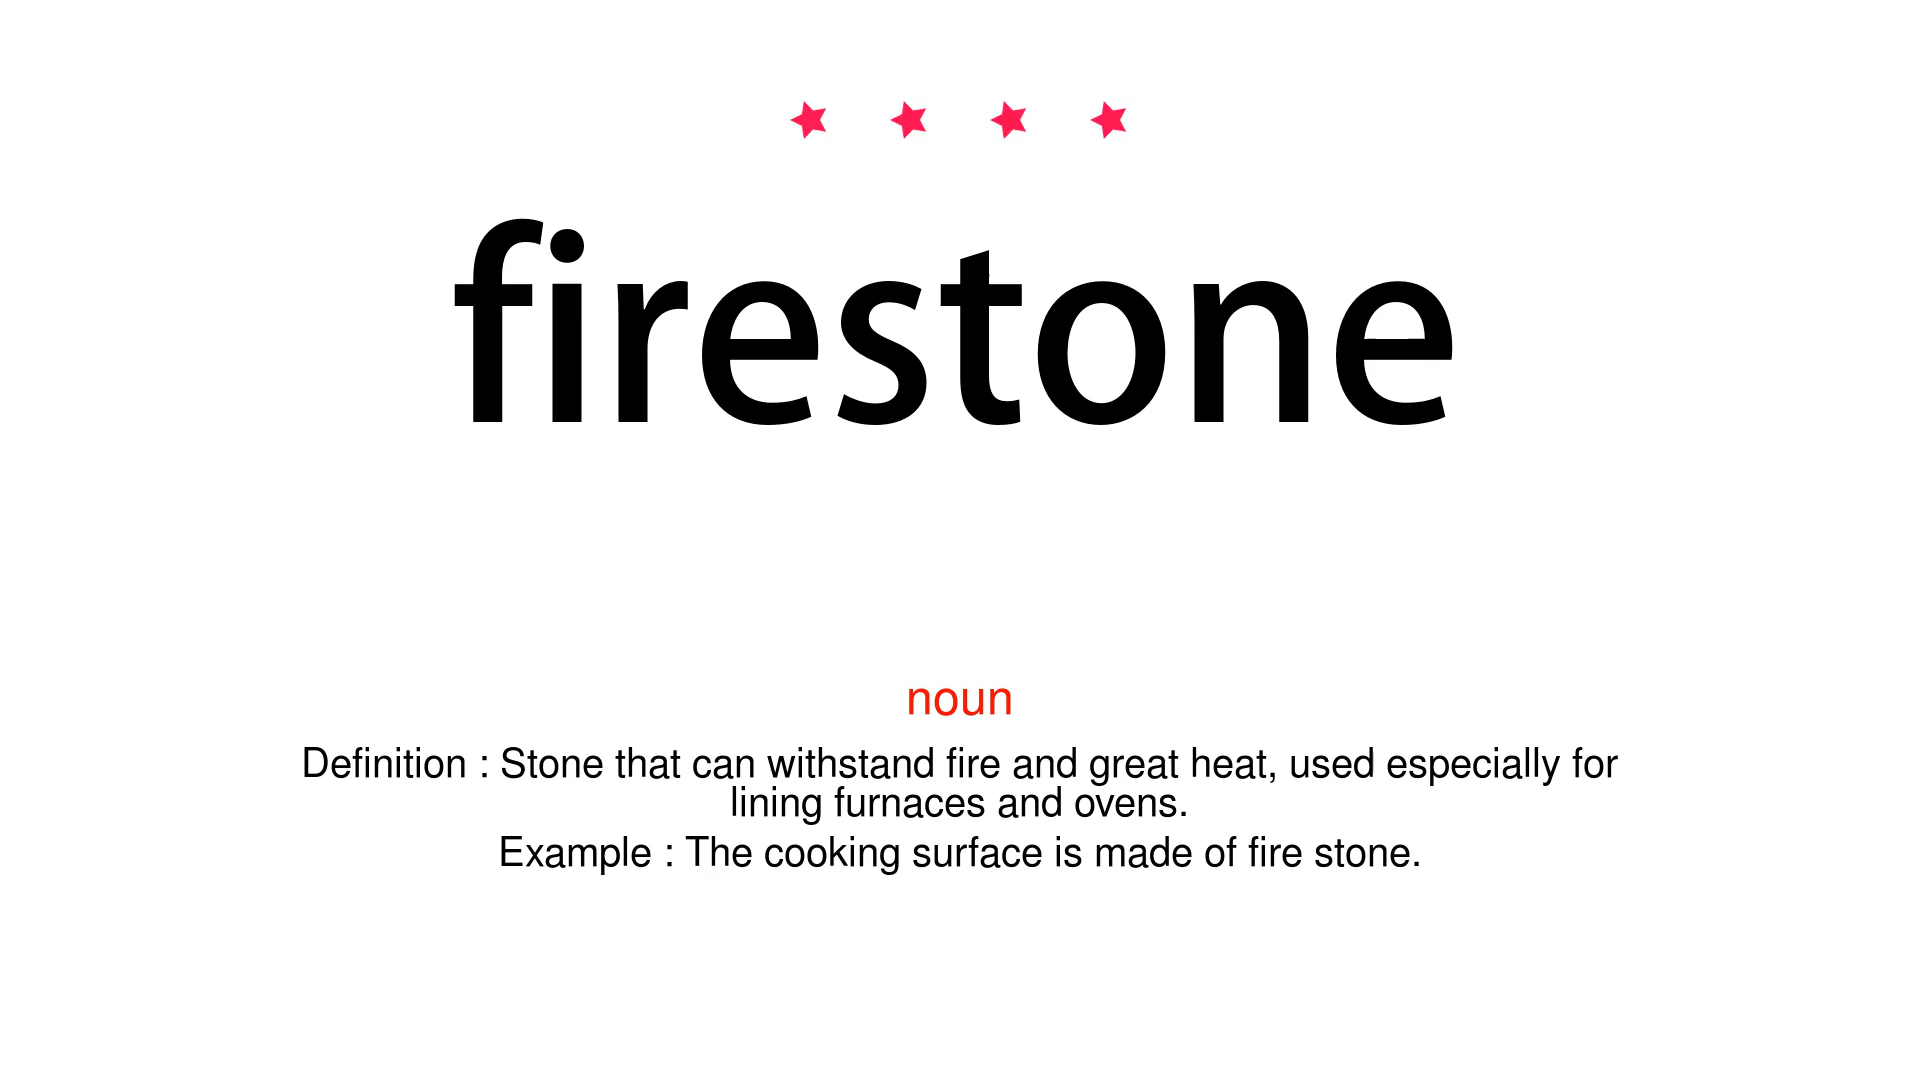 firestone
noun
Definition : Stone that can withstand fire and great heat, used especially for
lining furnaces and ovens.
Example : The cooking surface is made of fire stone.